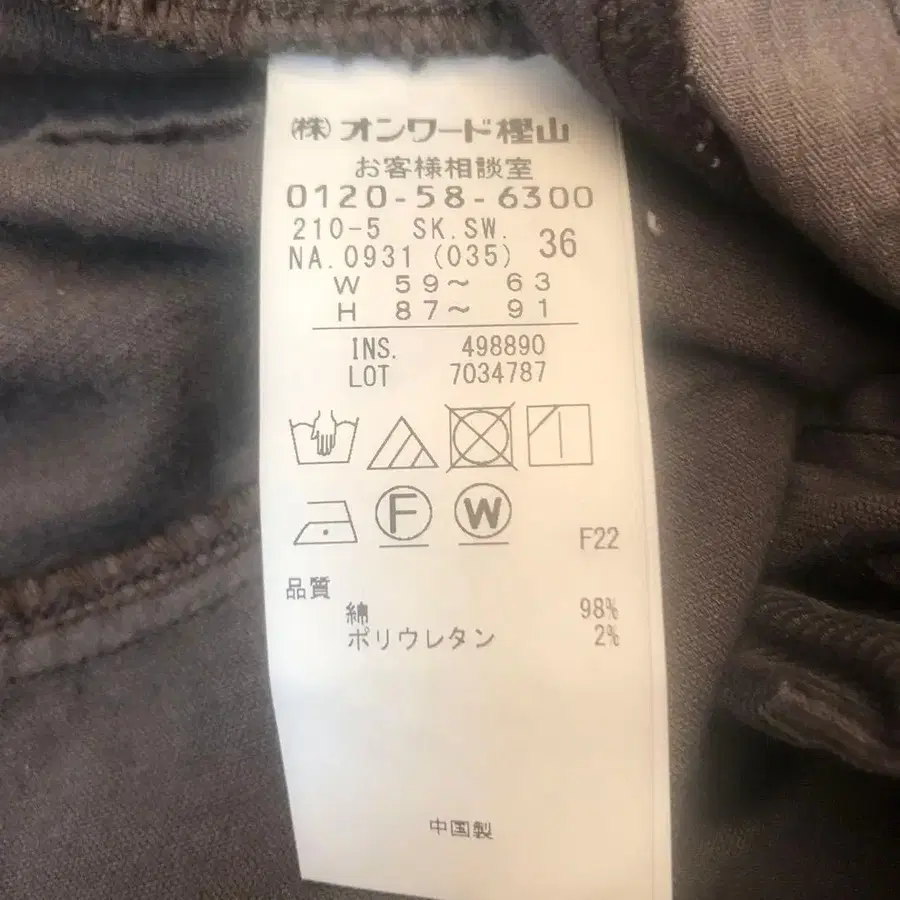 ㈱オンワード樫山
お客様相談室
0120-58-6300
210-5 SK.SW.
NA.0931 (035) 36
W 59~ 63
H 87~ 91
INS. 498890
LOT 7034787
F
W
F22
品質
綿 98%
ポリウレタン 2%
中国製